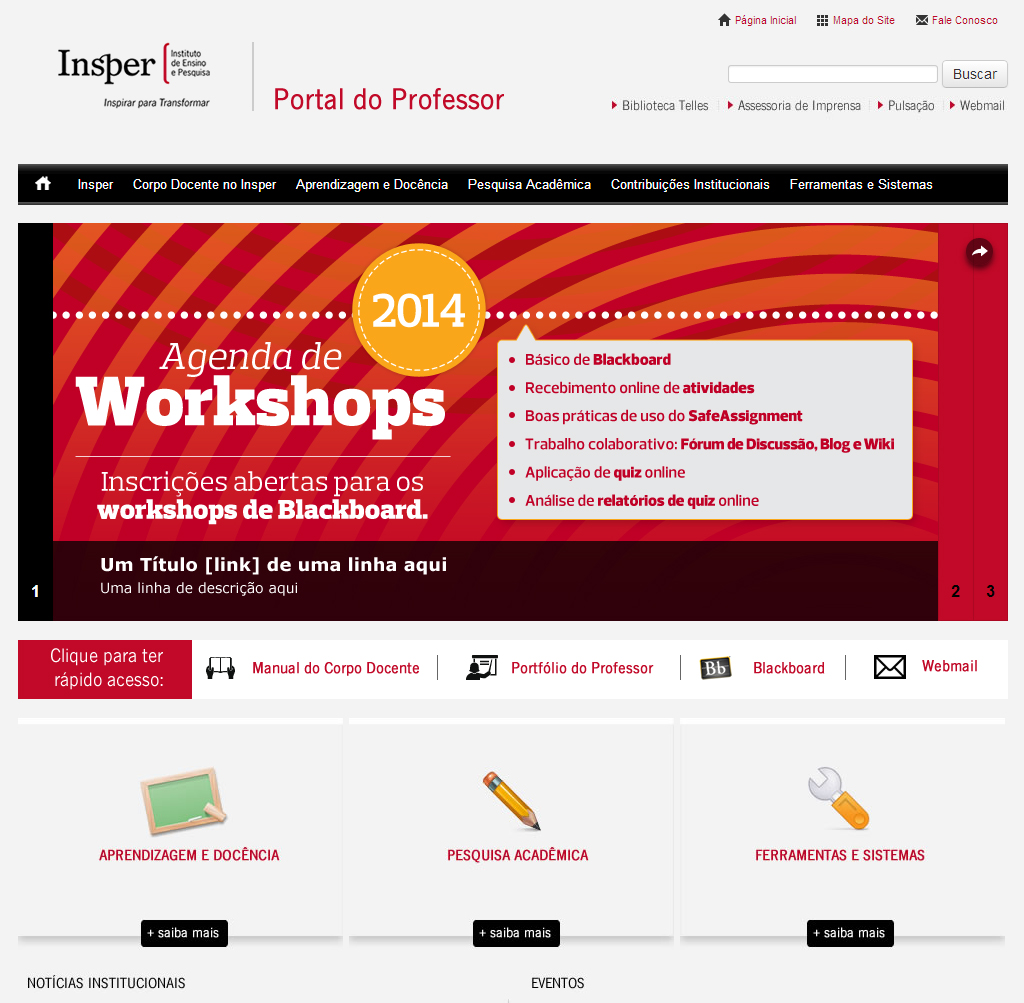 Página Inicial
Mapa do Site
Fale Conosco
Insper
Instituto
de Ensino
e Pesquisa
Inspirar para Transformar
Portal do Professor
Buscar
Biblioteca Telles
Assessoria de Imprensa
Pulsação
Webmail
Insper
Corpo Docente no Insper
Aprendizagem e Docência
Pesquisa Acadêmica
Contribuições Institucionais
Ferramentas e Sistemas
2014
Agenda de
Workshops
Inscrições abertas para os
workshops de Blackboard.
Básico de Blackboard
Recebimento online de atividades
Boas práticas de uso do SafeAssignment
Trabalho colaborativo: Fórum de Discussão, Blog e Wiki
Aplicação de quiz online
Análise de relatórios de quiz online
Um Título [link] de uma linha aqui
Uma linha de descrição aqui
1
2
3
Clique para ter
rápido acesso:
Manual do Corpo Docente
Portfólio do Professor
Bb
Blackboard
Webmail
APRENDIZAGEM E DOCÊNCIA
+ saiba mais
PESQUISA ACADÊMICA
+ saiba mais
FERRAMENTAS E SISTEMAS
+ saiba mais
NOTÍCIAS INSTITUCIONAIS
EVENTOS